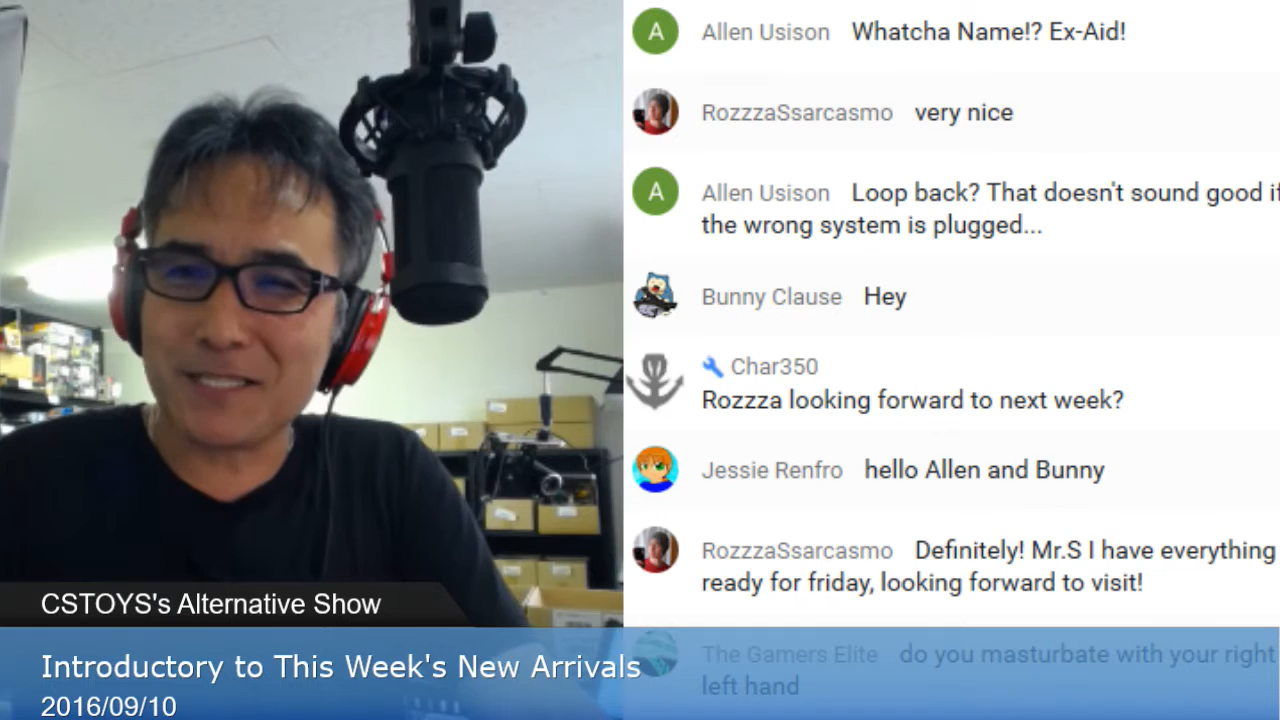 A Allen Usison Whatcha Name!? Ex-Aid!
RozzzaSsarcasmo very nice
A Allen Usison Loop back? That doesn't sound good if
the wrong system is plugged...
Bunny Clause Hey
Char350
Rozzza looking forward to next week?
Jessie Renfro hello Allen and Bunny
RozzzaSsarcasmo Definitely! Mr.S I have everything
ready for friday, looking forward to visit!
The Gamers Elite do you masturbate with your right
left hand
CSTOYS's Alternative Show
Introductory to This Week's New Arrivals
2016/09/10